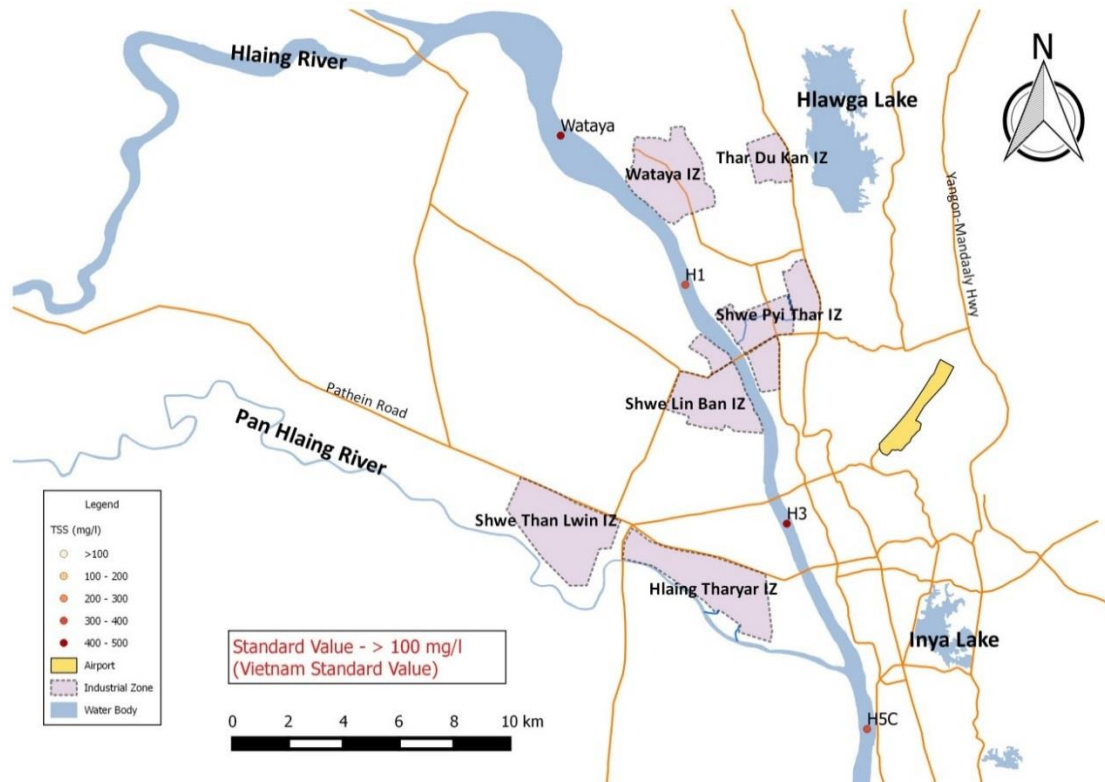 Hlaing River
N
Hlawga Lake
Wataya
Thar Du Kan IZ
Wataya IZ
Yangon-Mandaaly Hwy
H1
Shwe Pyi Thar IZ
Pathein Road
Shwe Lin Ban IZ
Pan Hlaing River
H3
Shwe Than Lwin IZ
Hlaing Tharyar IZ
Inya Lake
H5C
Legend
TSS (mg/l)
>100
100 - 200
200 - 300
300 - 400
400 - 500
Airport
Industrial Zone
Water Body
Standard Value - > 100 mg/l
(Vietnam Standard Value)
0 2 4 6 8 10 km